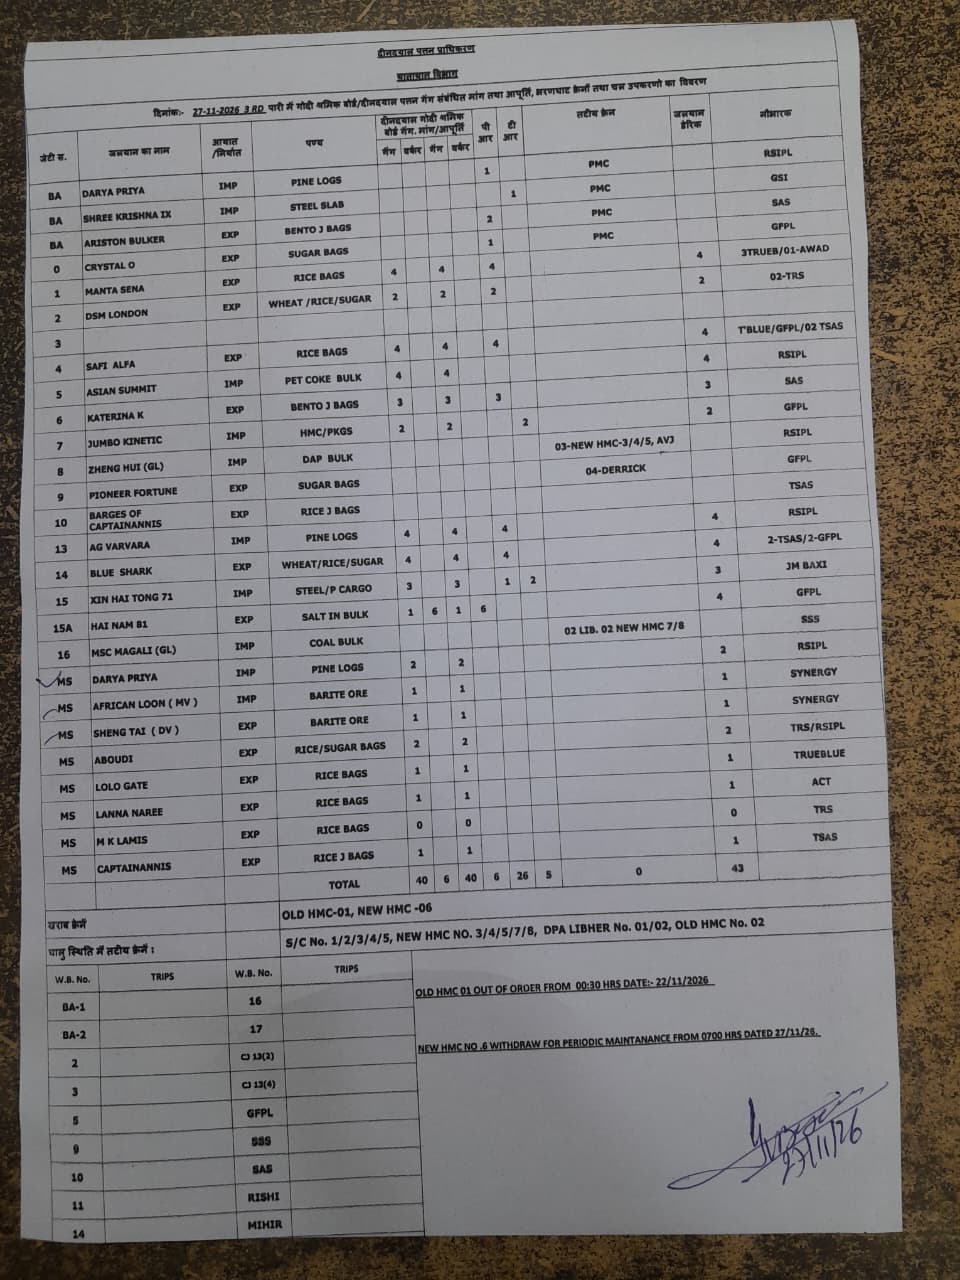 दीनदयाल पत्तन प्राधिकरण
यातायात विभाग
दिनांक:- 27-11-2026 3 RD पारी में गोदी श्रमिक बोर्ड/दीनदयाल पत्तन गैंग संबंधित मांग तथा आपूर्ति, तथा चल उपकरणो का विवरण
जेटी स. जलयान का नाम आयात /निर्यात पण्य दीनदयाल गोदी श्रमिक बोर्ड गैंग. मांग/आपूर्ति पी आर टी आर तटीय क्रेन जलयान डेरिक नौभारक
गैंग वर्कर गैंग वर्कर
BA DARYA PRIYA IMP PINE LOGS 1 PMC RSIPL
BA SHREE KRISHNA IX IMP STEEL SLAB 1 PMC GSI
BA ARISTON BULKER EXP BENTO J BAGS 2 PMC SAS
0 CRYSTAL O EXP SUGAR BAGS 1 PMC GFPL
1 MANTA SENA EXP RICE BAGS 4 4 4 4 3TRUEB/01-AWAD
2 DSM LONDON EXP WHEAT /RICE/SUGAR 2 2 2 2 02-TRS
3
4 SAFI ALFA EXP RICE BAGS 4 4 4 4 T'BLUE/GFPL/02 TSAS
5 ASIAN SUMMIT IMP PET COKE BULK 4 4 4 RSIPL
6 KATERINA K EXP BENTO J BAGS 3 3 3 3 SAS
7 JUMBO KINETIC IMP HMC/PKGS 2 2 2 2 GFPL
8 ZHENG HUI (GL) IMP DAP BULK 03-NEW HMC-3/4/5, AVJ RSIPL
9 PIONEER FORTUNE EXP SUGAR BAGS 04-DERRICK GFPL
10 BARGES OF CAPTAINANNIS EXP RICE J BAGS TSAS
13 AG VARVARA IMP PINE LOGS 4 4 4 4 RSIPL
14 BLUE SHARK EXP WHEAT/RICE/SUGAR 4 4 4 4 2-TSAS/2-GFPL
15 XIN HAI TONG 71 IMP STEEL/P CARGO 3 3 1 2 3 JM BAXI
15A HAI NAM 81 EXP SALT IN BULK 1 6 1 6 4 GFPL
16 MSC MAGALI (GL) IMP COAL BULK 02 LIB. 02 NEW HMC 7/8 SSS
MS DARYA PRIYA IMP PINE LOGS 2 2 2 RSIPL
MS AFRICAN LOON ( MV ) IMP BARITE ORE 1 1 1 SYNERGY
MS SHENG TAI ( DV ) EXP BARITE ORE 1 1 1 SYNERGY
MS ABOUDI EXP RICE/SUGAR BAGS 2 2 2 TRS/RSIPL
MS LOLO GATE EXP RICE BAGS 1 1 1 TRUEBLUE
MS LANNA NAREE EXP RICE BAGS 1 1 1 ACT
MS M K LAMIS EXP RICE BAGS 0 0 0 TRS
MS CAPTAINANNIS EXP RICE J BAGS 1 1 1 TSAS
TOTAL 40 6 40 6 26 5 0 43
खराब क्रेनें OLD HMC-01, NEW HMC -06
चालु स्थिति में तटीय क्रेनें : S/C No. 1/2/3/4/5, NEW HMC NO. 3/4/5/7/8, DPA LIBHER No. 01/02, OLD HMC No. 02
W.B. No. TRIPS W.B. No. TRIPS
BA-1 16
BA-2 17
2 CJ 13(2)
3 CJ 13(4)
5 GFPL
9 SSS
10 SAS
11 RISHI
14 MIHIR
OLD HMC 01 OUT OF ORDER FROM 00:30 HRS DATE:- 22/11/2026
NEW HMC NO .6 WITHDRAW FOR PERIODIC MAINTANANCE FROM 0700 HRS DATED 27/11/26.
27/11/26